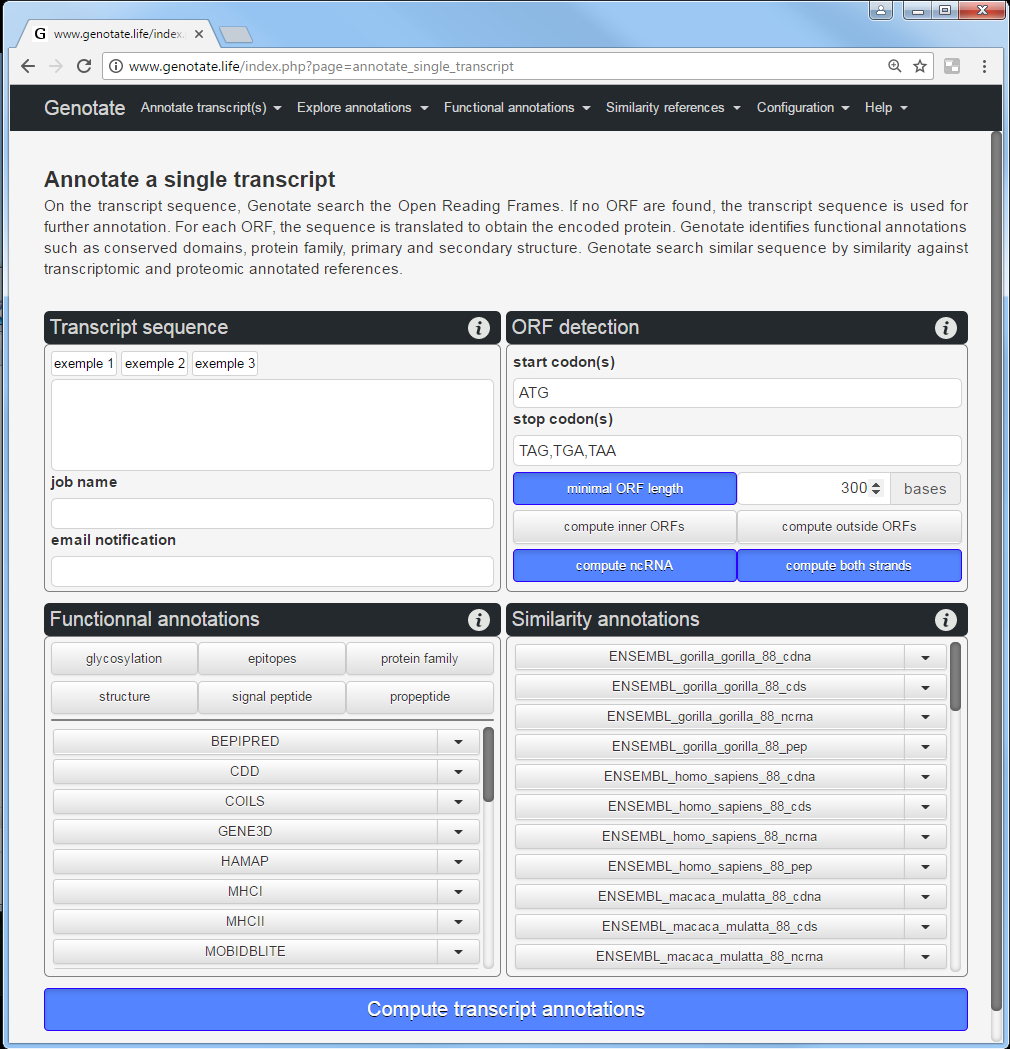 G www.genotate.life/index.
www.genotate.life/index.php?page=annotate_single_transcript
Genotate Annotate transcript(s) Explore annotations Functional annotations Similarity references Configuration Help
Annotate a single transcript
On the transcript sequence, Genotate search the Open Reading Frames. If no ORF are found, the transcript sequence is used for
further annotation. For each ORF, the sequence is translated to obtain the encoded protein. Genotate identifies functional annotations
such as conserved domains, protein family, primary and secondary structure. Genotate search similar sequence by similarity against
transcriptomic and proteomic annotated references.
Transcript sequence i
exemple 1 exemple 2 exemple 3
job name
email notification
ORF detection i
start codon(s)
ATG
stop codon(s)
TAG,TGA,TAA
minimal ORF length 300 bases
compute inner ORFs compute outside ORFs
compute ncRNA compute both strands
Functionnal annotations i
glycosylation epitopes protein family
structure signal peptide propeptide
BEPIPRED
CDD
COILS
GENE3D
HAMAP
MHCI
MHCII
MOBIDBLITE
Similarity annotations i
ENSEMBL_gorilla_gorilla_88_cdna
ENSEMBL_gorilla_gorilla_88_cds
ENSEMBL_gorilla_gorilla_88_ncrna
ENSEMBL_gorilla_gorilla_88_pep
ENSEMBL_homo_sapiens_88_cdna
ENSEMBL_homo_sapiens_88_cds
ENSEMBL_homo_sapiens_88_ncrna
ENSEMBL_homo_sapiens_88_pep
ENSEMBL_macaca_mulatta_88_cdna
ENSEMBL_macaca_mulatta_88_cds
ENSEMBL_macaca_mulatta_88_ncrna
Compute transcript annotations